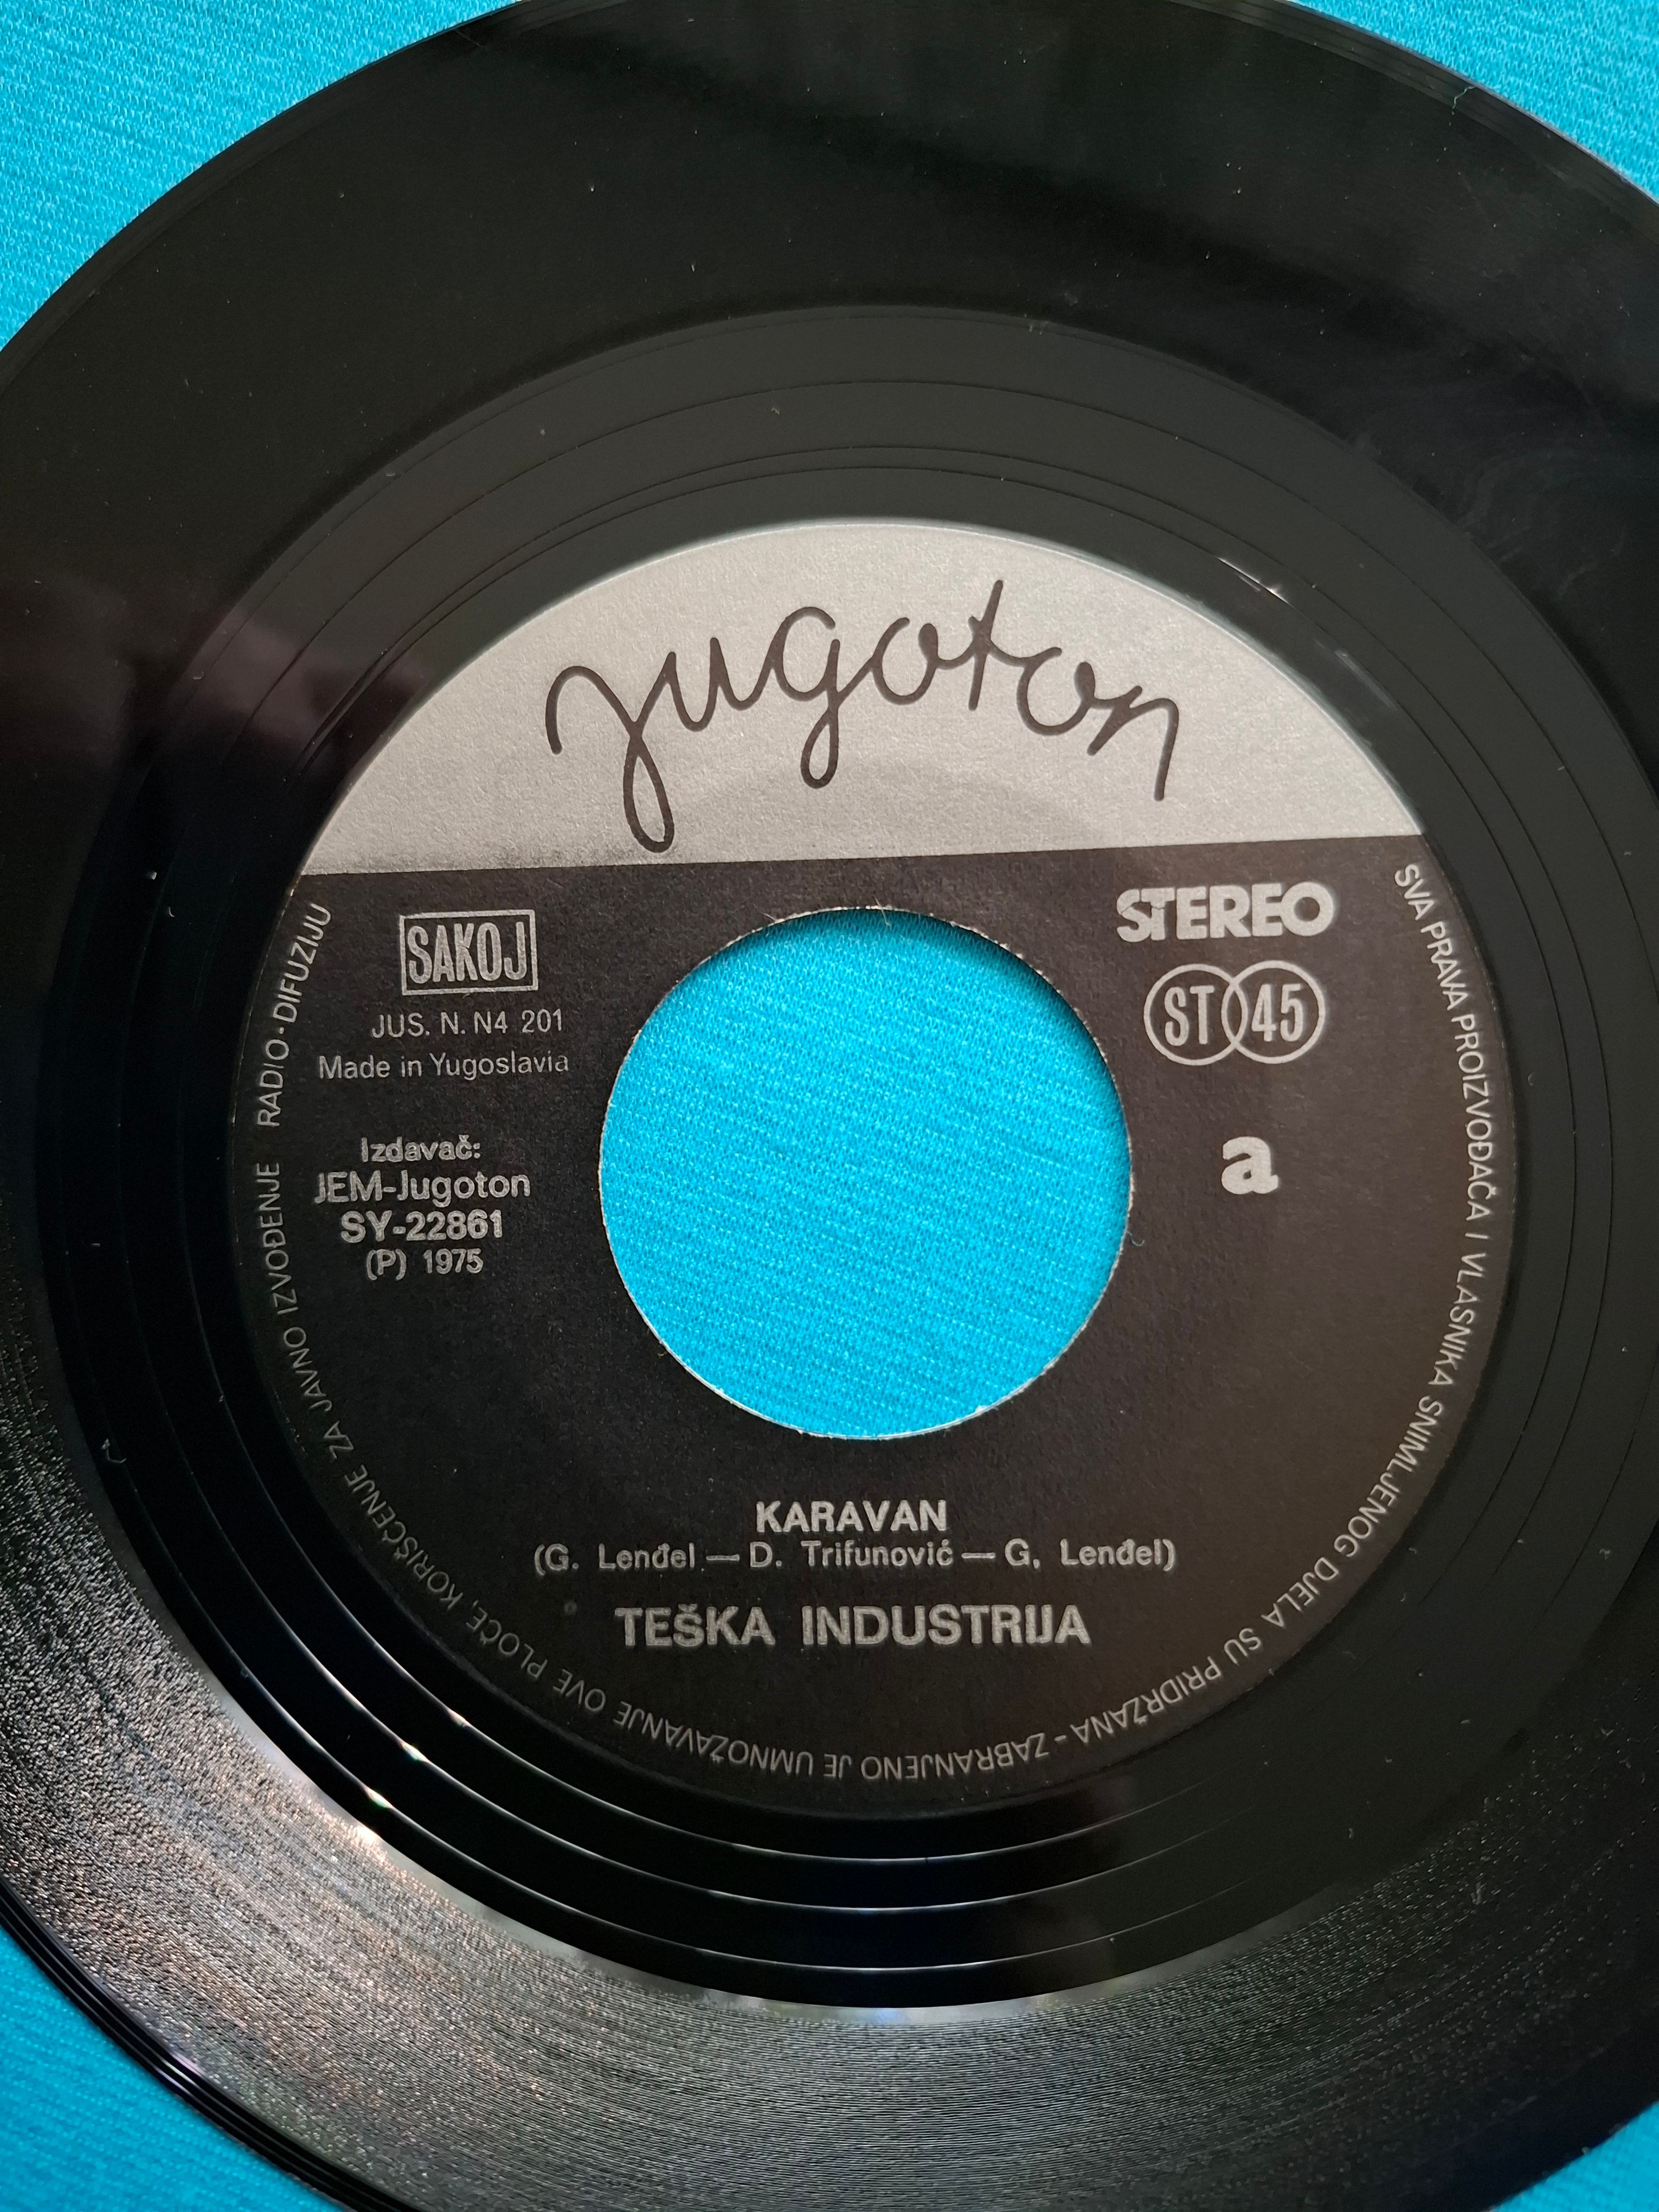 jugoton
SAKOJ
JUS. N. N4 201
Made in Yugoslavia
Izdavač:
JEM-Jugoton
SY-22861
(P) 1975
STEREO
ST 45
a
KARAVAN
(G. Lenđel — D. Trifunović — G. Lenđel)
TEŠKA INDUSTRIJA
SVA PRAVA PROIZVOĐAČA I VLASNIKA SNIMLJENOG DJELA SU PRIDRŽANA - ZABRANJENO JE UMNOŽAVANJE OVE PLOČE, KORIŠĆENJE ZA JAVNO IZVOĐENJE RADIO-DIFUZIJU